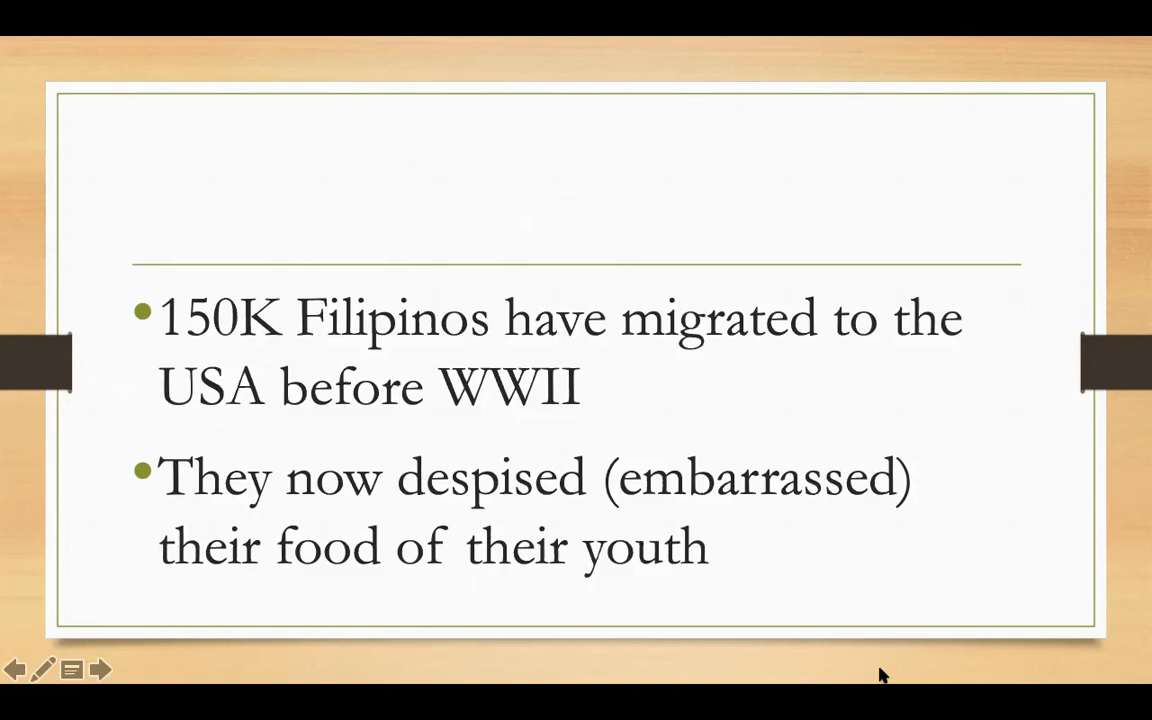 •150K Filipinos have migrated to the
USA before WWII
•They now despised (embarrassed)
their food of their youth